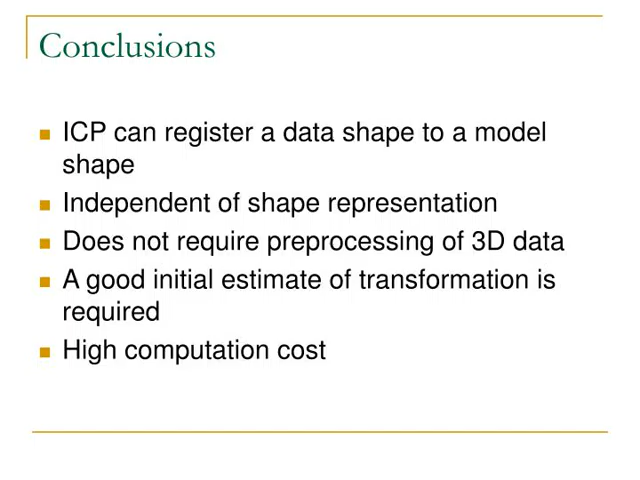 Conclusions
ICP can register a data shape to a model
shape
Independent of shape representation
Does not require preprocessing of 3D data
A good initial estimate of transformation is
required
High computation cost